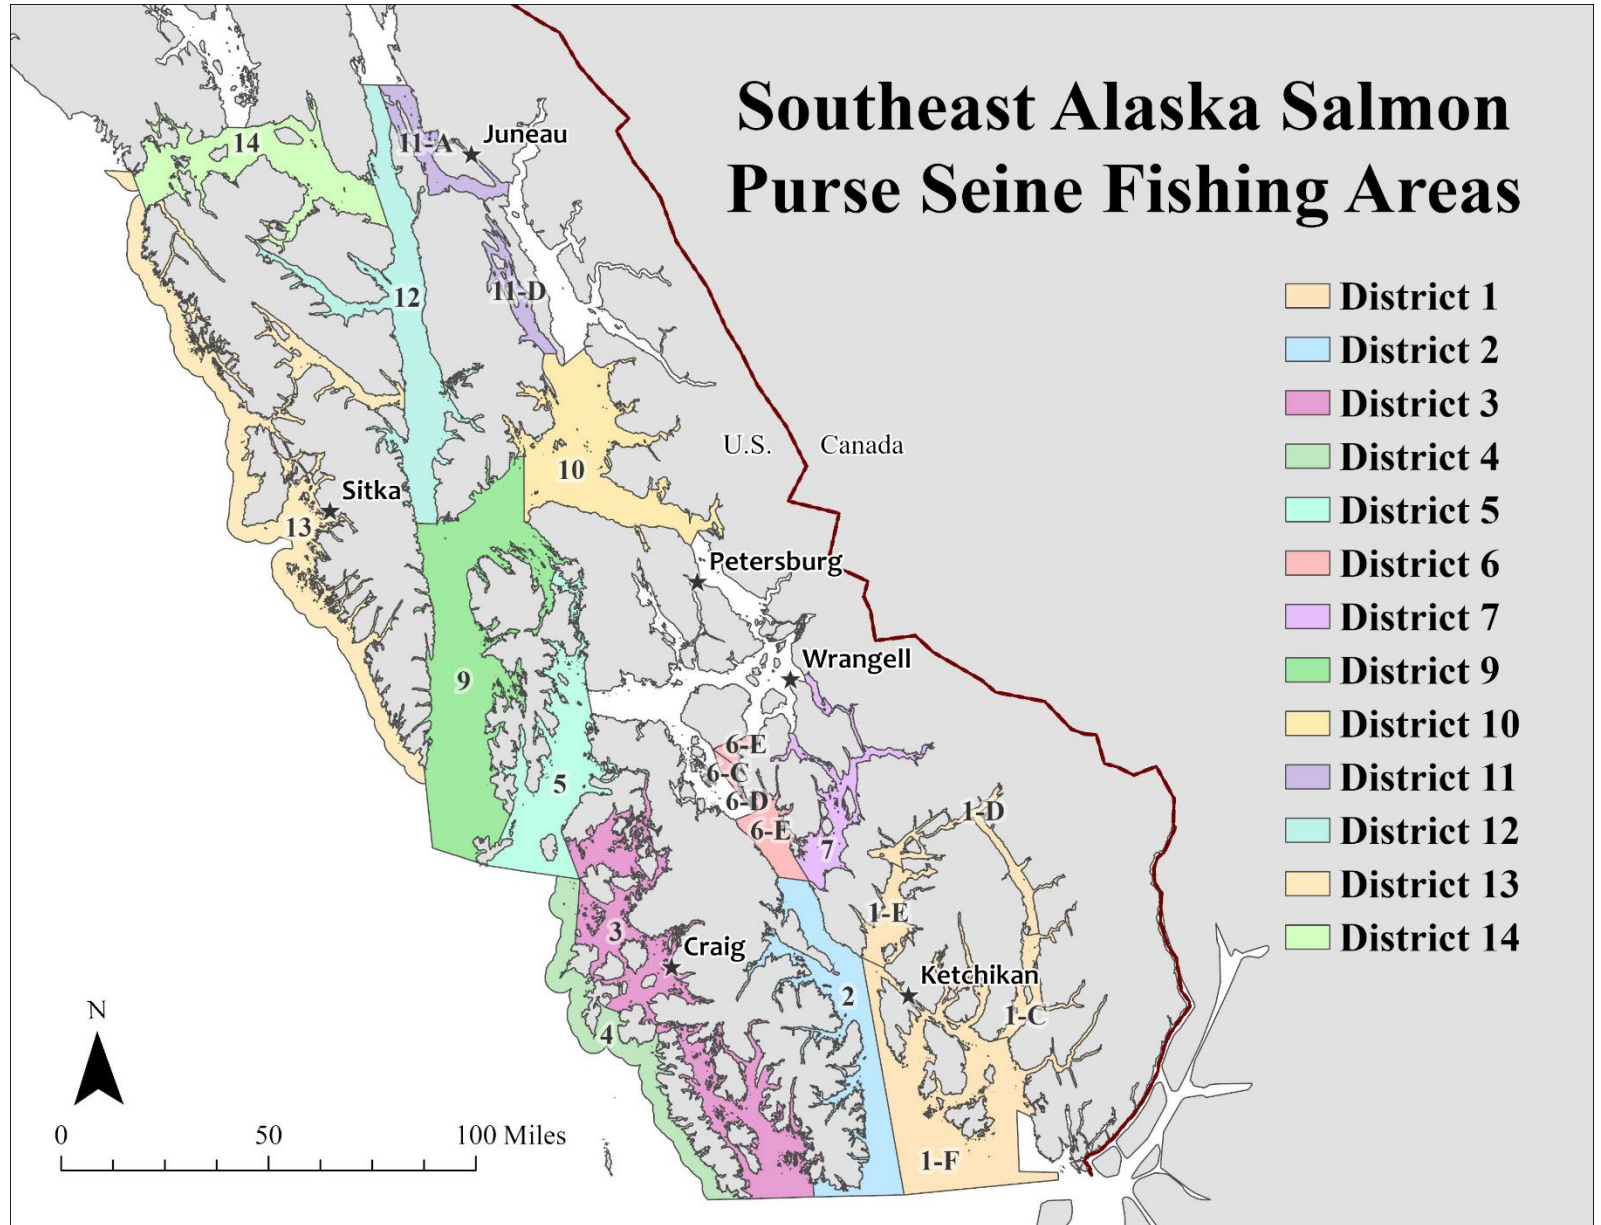 Southeast Alaska Salmon
Purse Seine Fishing Areas
14
11-A
Juneau
12
11-D
10
U.S.
Canada
Sitka
13
Petersburg
9
Wrangell
6-E
6-C
5
6-D
6-E
7
1-D
1-E
3
Craig
Ketchikan
2
1-C
4
1-F
N
0
50
100 Miles
District 1
District 2
District 3
District 4
District 5
District 6
District 7
District 9
District 10
District 11
District 12
District 13
District 14